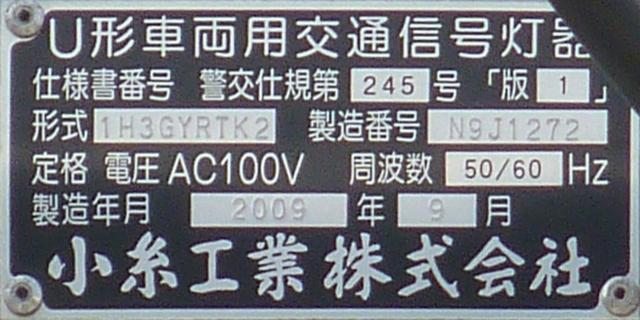 U形車両用交通信号灯器
仕様書番号 警交仕規第 245 号 「版 1 」
形式 1H3GYRTK2 製造番号 N9J1272
定格 電圧 AC100V 周波数 50/60 Hz
製造年月 2009 年 9 月
小糸工業株式会社